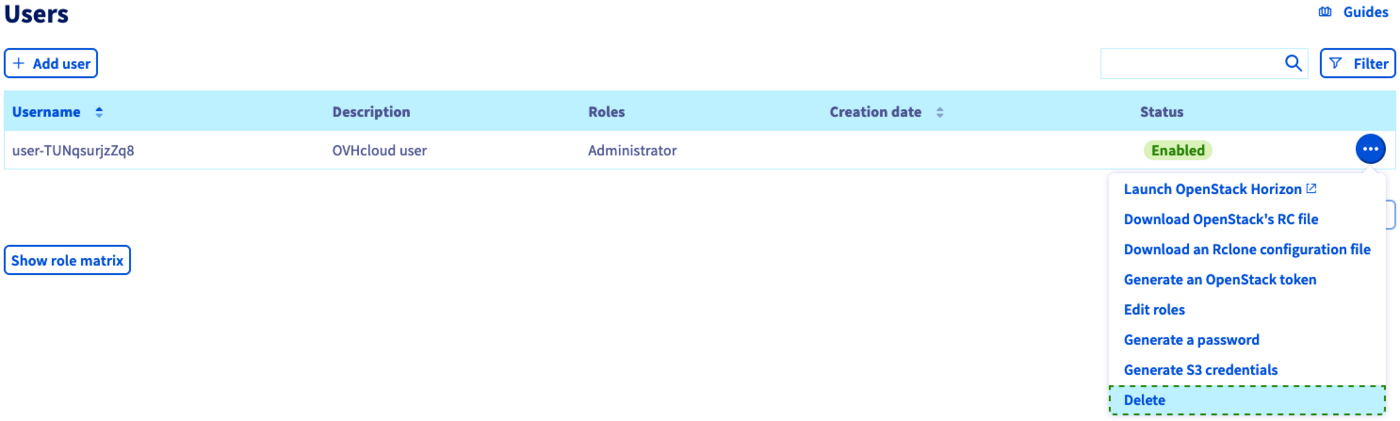 Users
Guides
Add user
Filter
Username Description Roles Creation date Status
user-TUNqsurjzZq8 OVHcloud user Administrator Enabled
Launch OpenStack Horizon
Download OpenStack's RC file
Download an Rclone configuration file
Show role matrix
Generate an OpenStack token
Edit roles
Generate a password
Generate S3 credentials
Delete